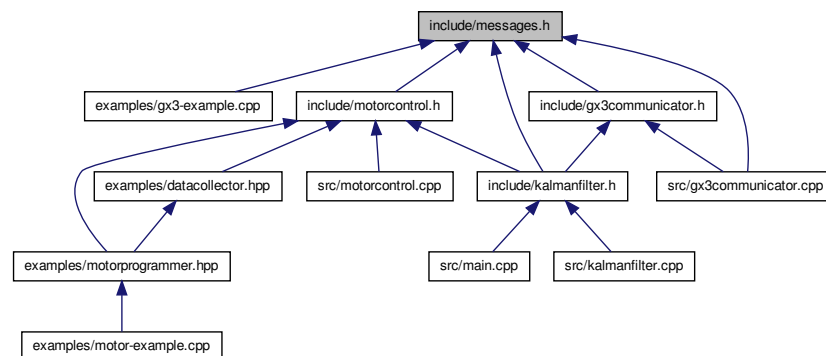 include/messages.h
examples/gx3-example.cpp
include/motorcontrol.h
include/gx3communicator.h
examples/datacollector.hpp
src/motorcontrol.cpp
include/kalmanfilter.h
src/gx3communicator.cpp
examples/motorprogrammer.hpp
src/main.cpp
src/kalmanfilter.cpp
examples/motor-example.cpp